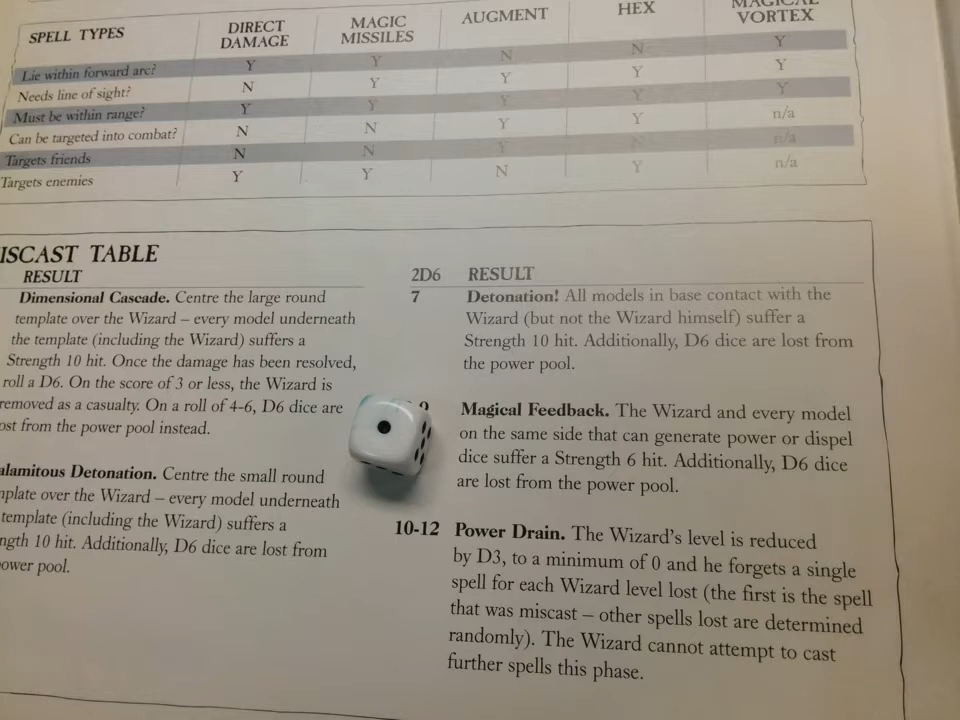 SPELL TYPES DIRECT DAMAGE MAGIC MISSILES AUGMENT HEX MAGICAL VORTEX
Lie within forward arc? Y Y N N Y
Needs line of sight? N Y Y Y Y
Must be within range? Y Y Y Y Y
Can be targeted into combat? N N Y Y n/a
Targets friends N N Y N n/a
Targets enemies Y Y N Y n/a
ISCAST TABLE
RESULT
Dimensional Cascade. Centre the large round
template over the Wizard – every model underneath
the template (including the Wizard) suffers a
Strength 10 hit. Once the damage has been resolved,
roll a D6. On the score of 3 or less, the Wizard is
removed as a casualty. On a roll of 4-6, D6 dice are
ost from the power pool instead.
alamitous Detonation. Centre the small round
mplate over the Wizard – every model underneath
template (including the Wizard) suffers a
ngth 10 hit. Additionally, D6 dice are lost from
ower pool.
2D6 RESULT
7 Detonation! All models in base contact with the
Wizard (but not the Wizard himself) suffer a
Strength 10 hit. Additionally, D6 dice are lost from
the power pool.
9 Magical Feedback. The Wizard and every model
on the same side that can generate power or dispel
dice suffer a Strength 6 hit. Additionally, D6 dice
are lost from the power pool.
10-12 Power Drain. The Wizard's level is reduced
by D3, to a minimum of 0 and he forgets a single
spell for each Wizard level lost (the first is the spell
that was miscast – other spells lost are determined
randomly). The Wizard cannot attempt to cast
further spells this phase.